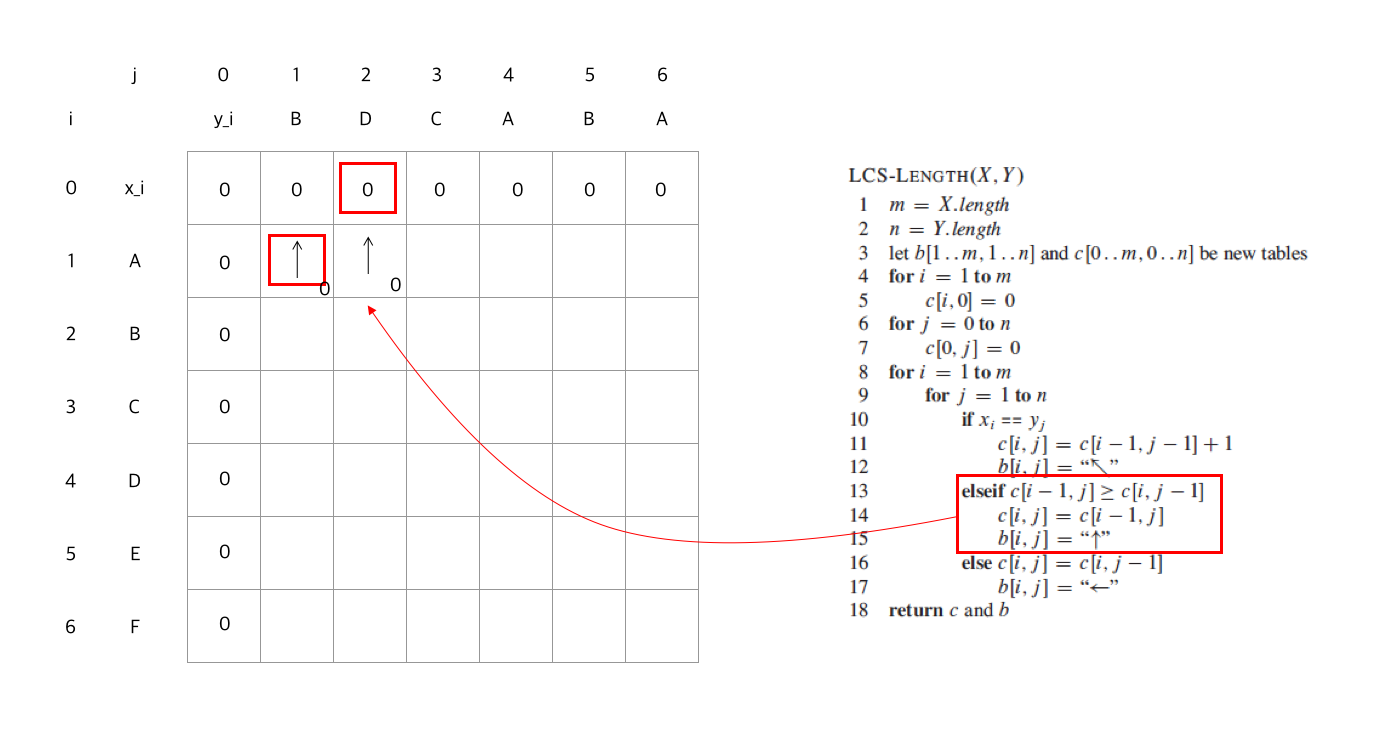 j 0 1 2 3 4 5 6
i y_i B D C A B A
0 x_i 0 0 0 0 0 0 0
1 A 0 ↑ 0 ↑ 0
2 B 0
3 C 0
4 D 0
5 E 0
6 F 0
LCS-LENGTH(X, Y)
1 m = X.length
2 n = Y.length
3 let b[1..m, 1..n] and c[0..m, 0..n] be new tables
4 for i = 1 to m
5 c[i, 0] = 0
6 for j = 0 to n
7 c[0, j] = 0
8 for i = 1 to m
9 for j = 1 to n
10 if x_i == y_j
11 c[i, j] = c[i − 1, j − 1] + 1
12 b[i, j] = “↖”
13 elseif c[i − 1, j] ≥ c[i, j − 1]
14 c[i, j] = c[i − 1, j]
15 b[i, j] = “↑”
16 else c[i, j] = c[i, j − 1]
17 b[i, j] = “←”
18 return c and b